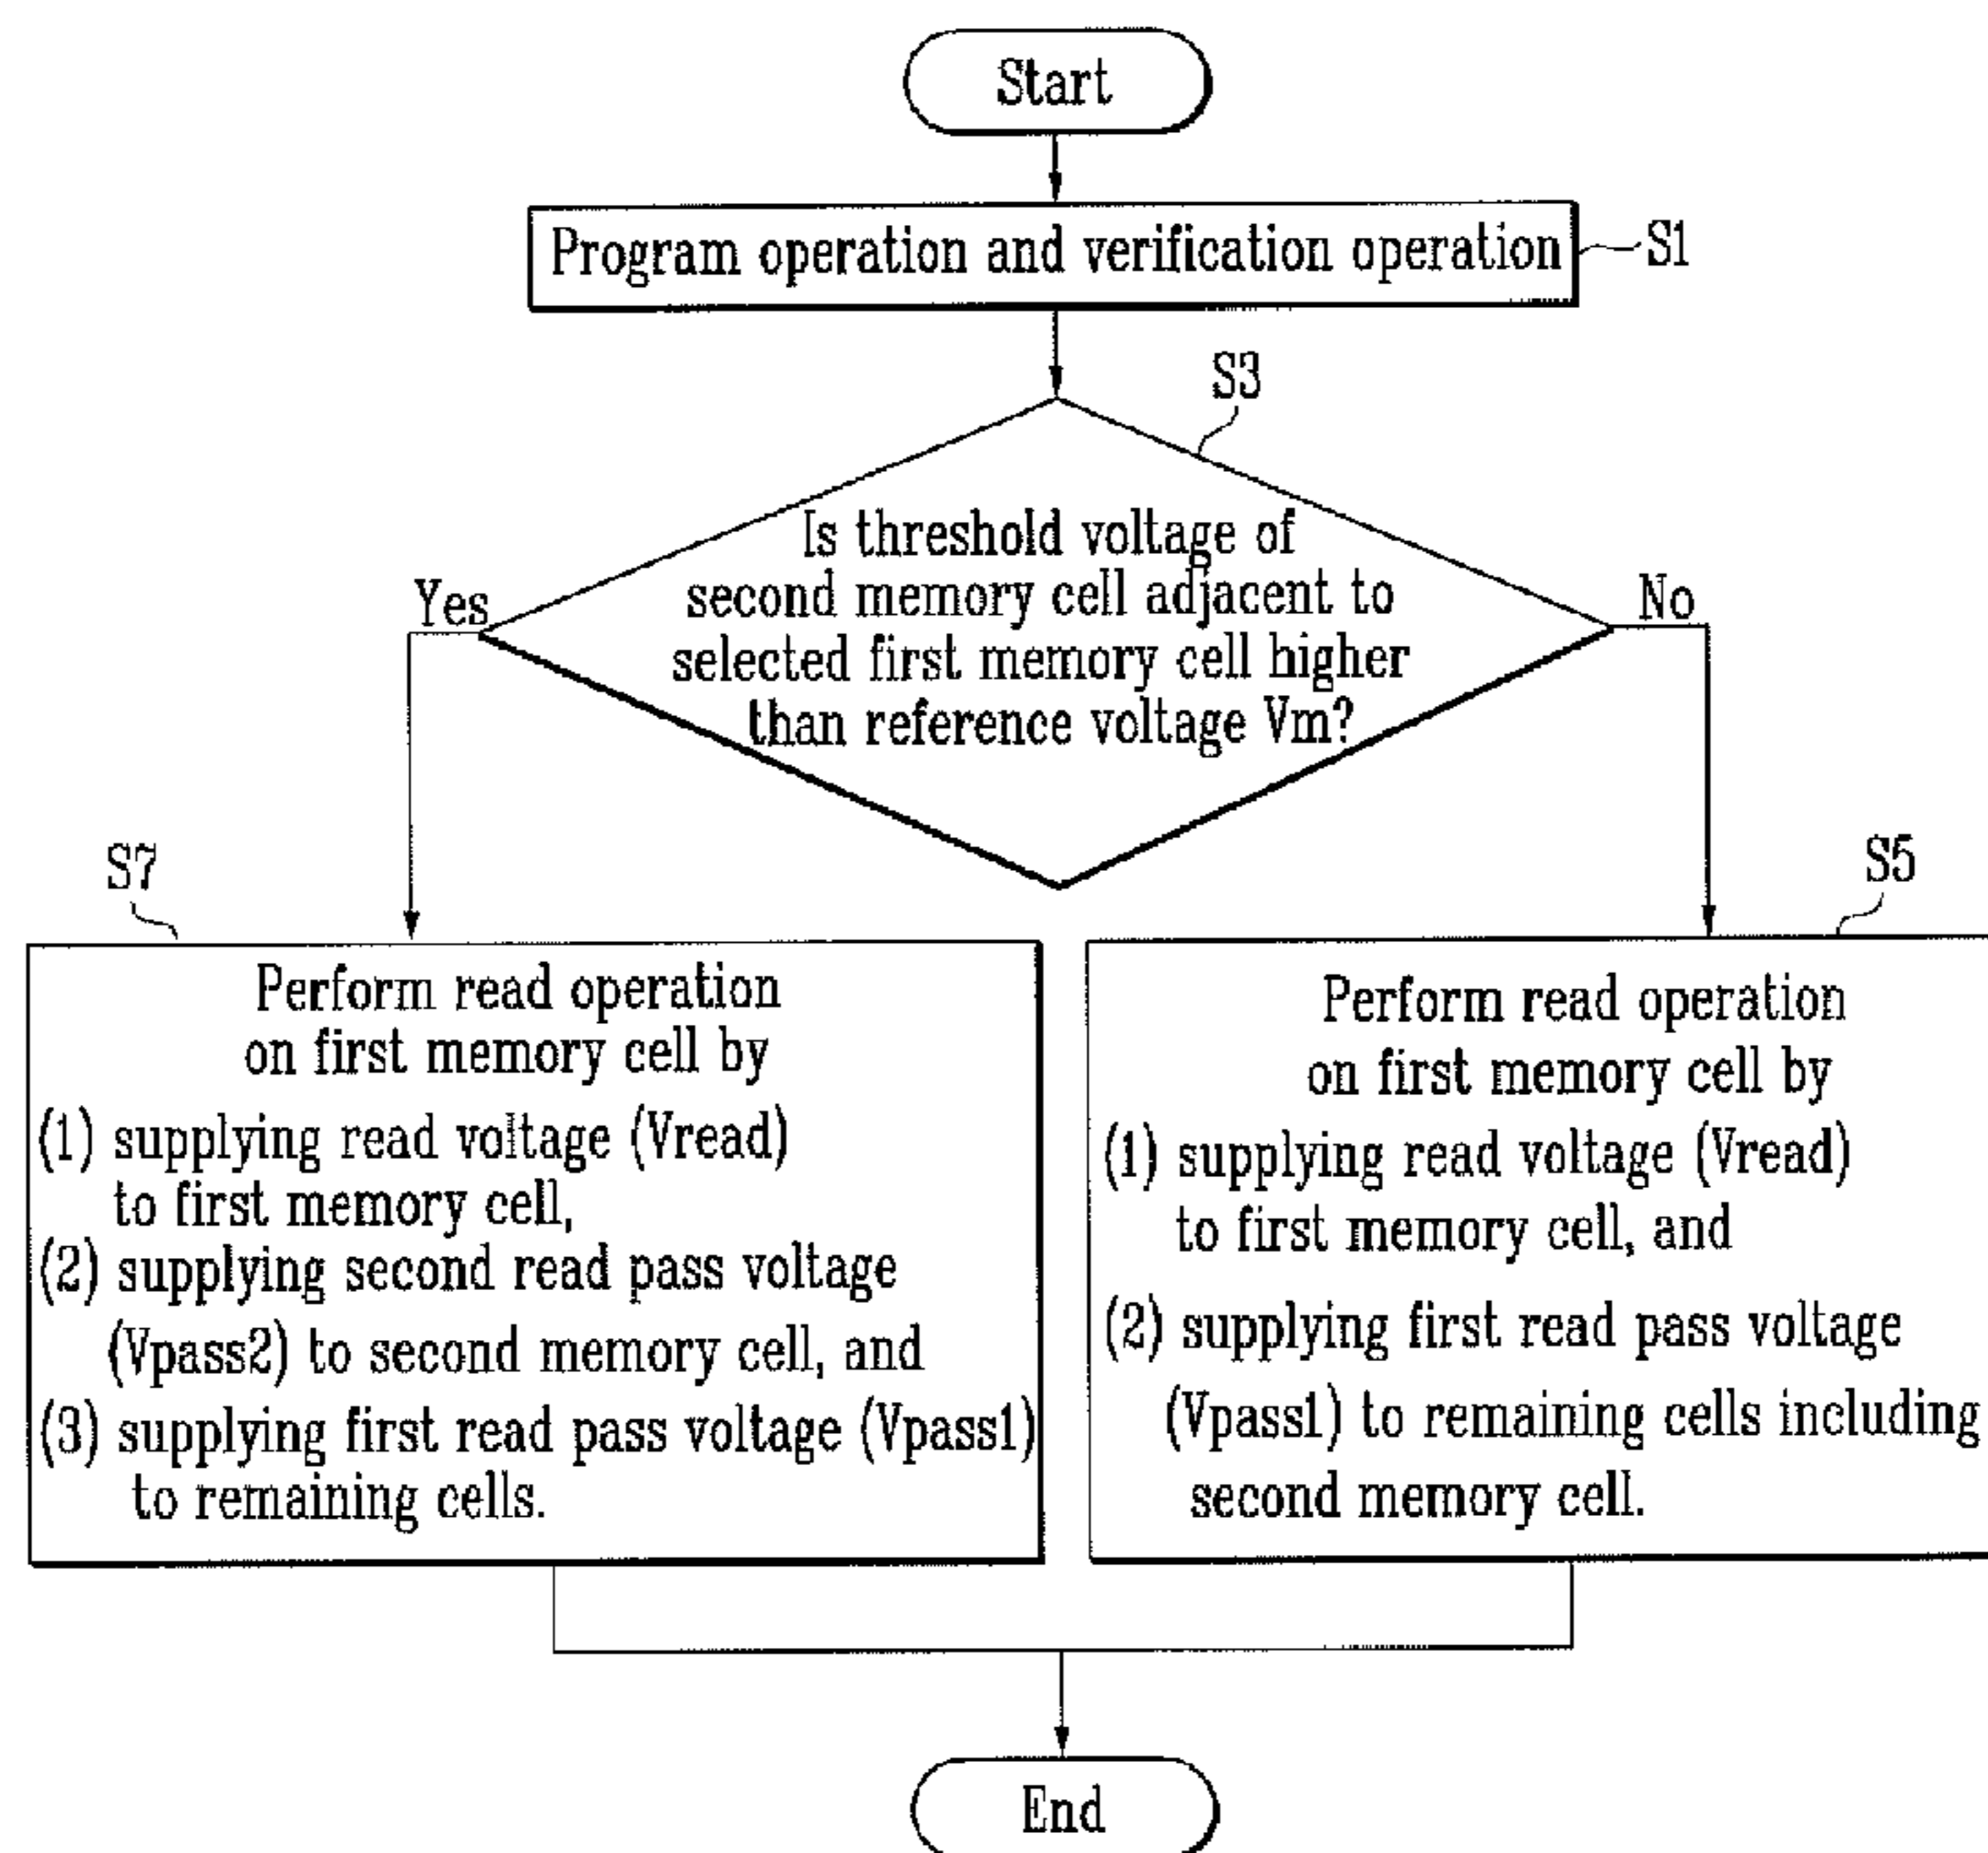 Start
Program operation and verification operation
S1
S3
Is threshold voltage of
second memory cell adjacent to
selected first memory cell higher
than reference voltage Vm?
Yes
No
S7
Perform read operation
on first memory cell by
(1) supplying read voltage (Vread)
to first memory cell,
(2) supplying second read pass voltage
(Vpass2) to second memory cell, and
(3) supplying first read pass voltage (Vpass1)
to remaining cells.
S5
Perform read operation
on first memory cell by
(1) supplying read voltage (Vread)
to first memory cell, and
(2) supplying first read pass voltage
(Vpass1) to remaining cells including
second memory cell.
End